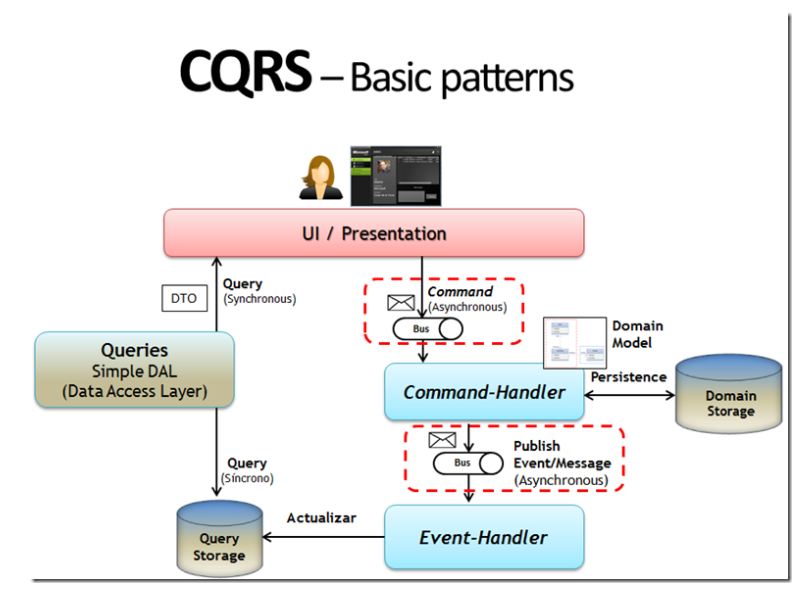 CQRS – Basic patterns
UI / Presentation
DTO
Query
(Synchronous)
Command
(Asynchronous)
Bus
Domain
Model
Queries
Simple DAL
(Data Access Layer)
Command-Handler
Persistence
Domain
Storage
Publish
Event/Message
(Asynchronous)
Bus
Query
(Síncrono)
Actualizar
Query
Storage
Event-Handler